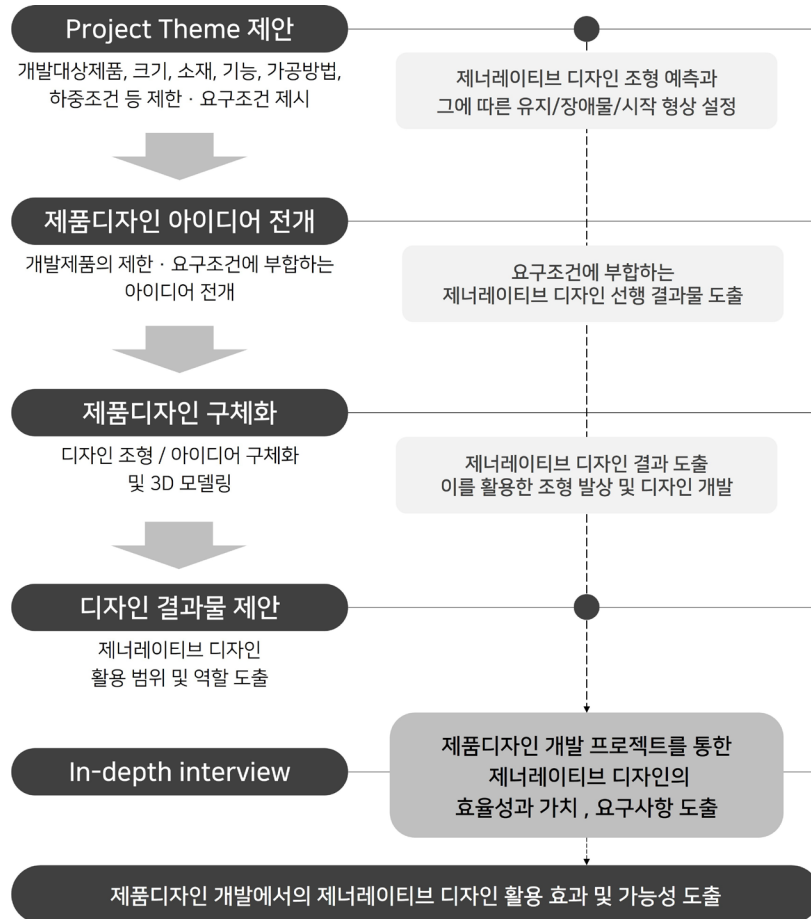 Project Theme 제안
개발대상제품, 크기, 소재, 기능, 가공방법,
하중조건 등 제한 · 요구조건 제시
제너레이티브 디자인 조형 예측과
그에 따른 유지/장애물/시작 형상 설정
제품디자인 아이디어 전개
개발제품의 제한 · 요구조건에 부합하는
아이디어 전개
요구조건에 부합하는
제너레이티브 디자인 선행 결과물 도출
제품디자인 구체화
디자인 조형 / 아이디어 구체화
및 3D 모델링
제너레이티브 디자인 결과 도출
이를 활용한 조형 발상 및 디자인 개발
디자인 결과물 제안
제너레이티브 디자인
활용 범위 및 역할 도출
In-depth interview
제품디자인 개발 프로젝트를 통한
제너레이티브 디자인의
효율성과 가치 , 요구사항 도출
제품디자인 개발에서의 제너레이티브 디자인 활용 효과 및 가능성 도출